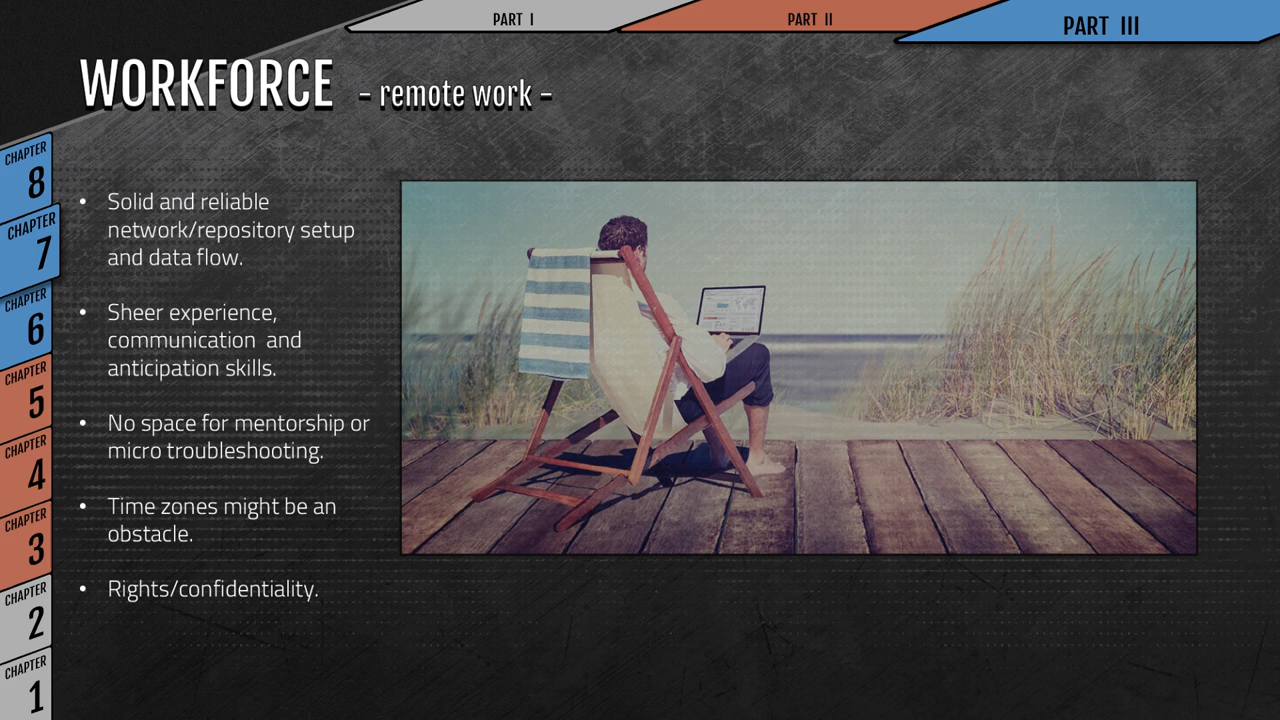 PART I
PART II
PART III
WORKFORCE - remote work -
CHAPTER
8
CHAPTER
7
CHAPTER
6
CHAPTER
5
CHAPTER
4
CHAPTER
3
CHAPTER
2
CHAPTER
1
• Solid and reliable
network/repository setup
and data flow.
• Sheer experience,
communication  and
anticipation skills.
• No space for mentorship or
micro troubleshooting.
• Time zones might be an
obstacle.
• Rights/confidentiality.